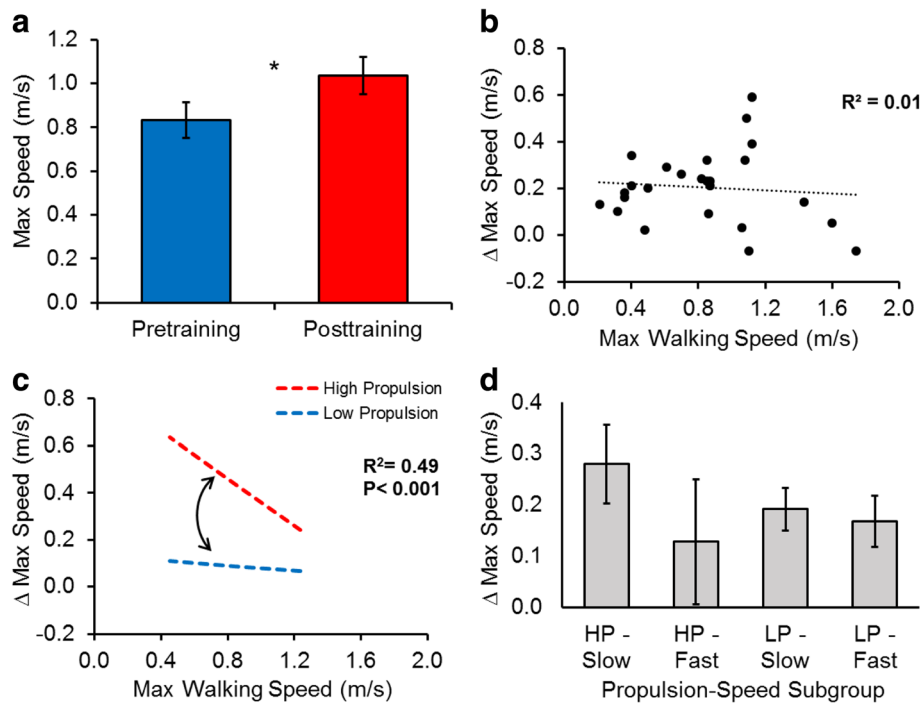 a
Max Speed (m/s)
1.2
1.0
0.8
0.6
0.4
0.2
0.0
*
Pretraining
Posttraining
b
Δ Max Speed (m/s)
0.8
0.6
0.4
0.2
0.0
-0.2
R² = 0.01
0.0 0.4 0.8 1.2 1.6 2.0
Max Walking Speed (m/s)
c
Δ Max Speed (m/s)
0.8
0.6
0.4
0.2
0.0
-0.2
High Propulsion
Low Propulsion
R²= 0.49
P< 0.001
0.0 0.4 0.8 1.2 1.6 2.0
Max Walking Speed (m/s)
d
Δ Max Speed (m/s)
0.4
0.3
0.2
0.1
0.0
HP - Slow
HP - Fast
LP - Slow
LP - Fast
Propulsion-Speed Subgroup